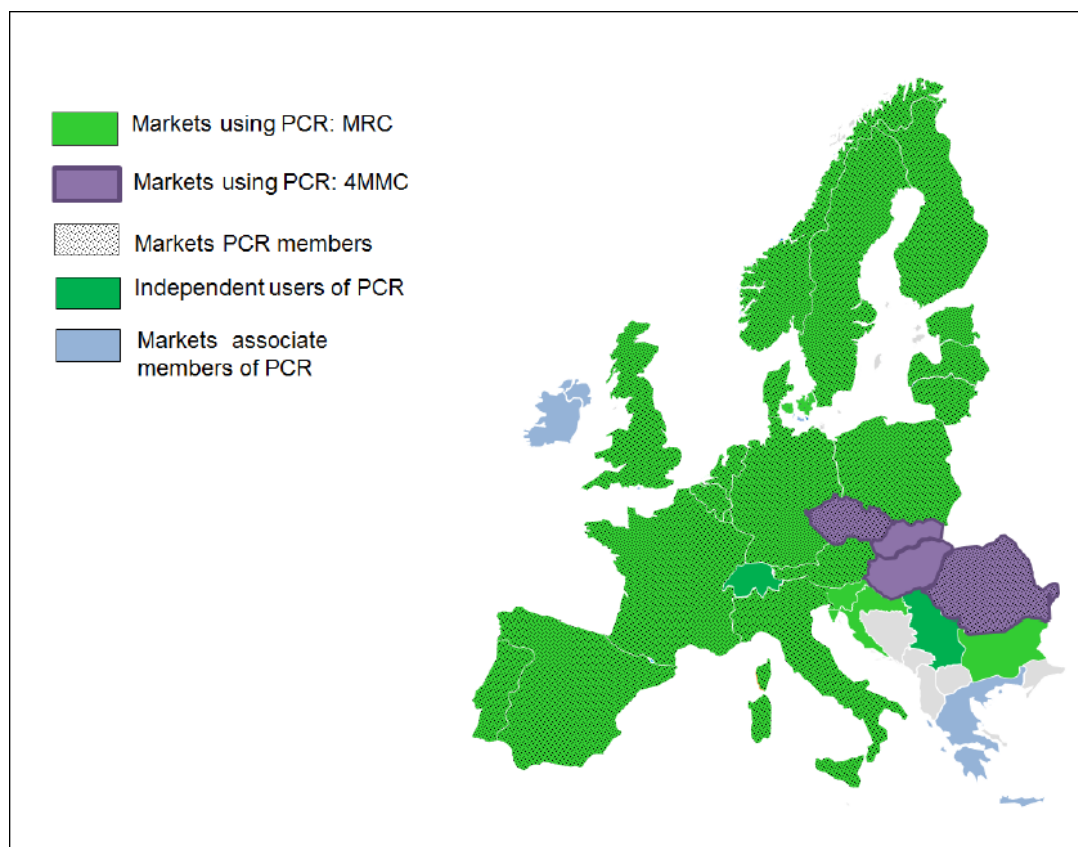 Markets using PCR: MRC
Markets using PCR: 4MMC
Markets PCR members
Independent users of PCR
Markets associate
members of PCR